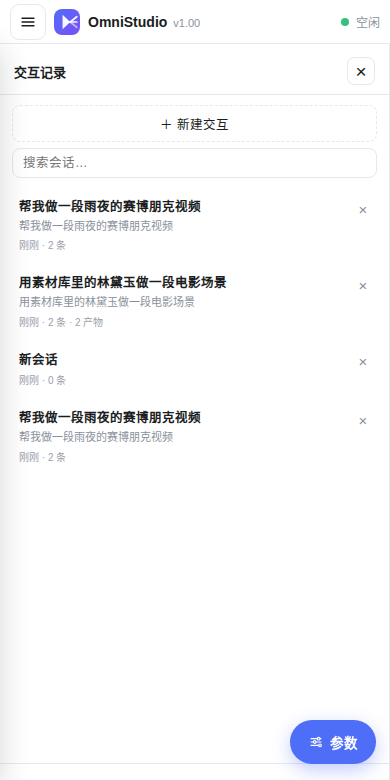 OmniStudio v1.00 空闲
交互记录
+ 新建交互
搜索会话...
帮我做一段雨夜的赛博朋克视频
帮我做一段雨夜的赛博朋克视频
刚刚 · 2 条
用素材库里的林黛玉做一段电影场景
用素材库里的林黛玉做一段电影场景
刚刚 · 2 条 · 2 产物
新会话
刚刚 · 0 条
帮我做一段雨夜的赛博朋克视频
帮我做一段雨夜的赛博朋克视频
刚刚 · 2 条
参数